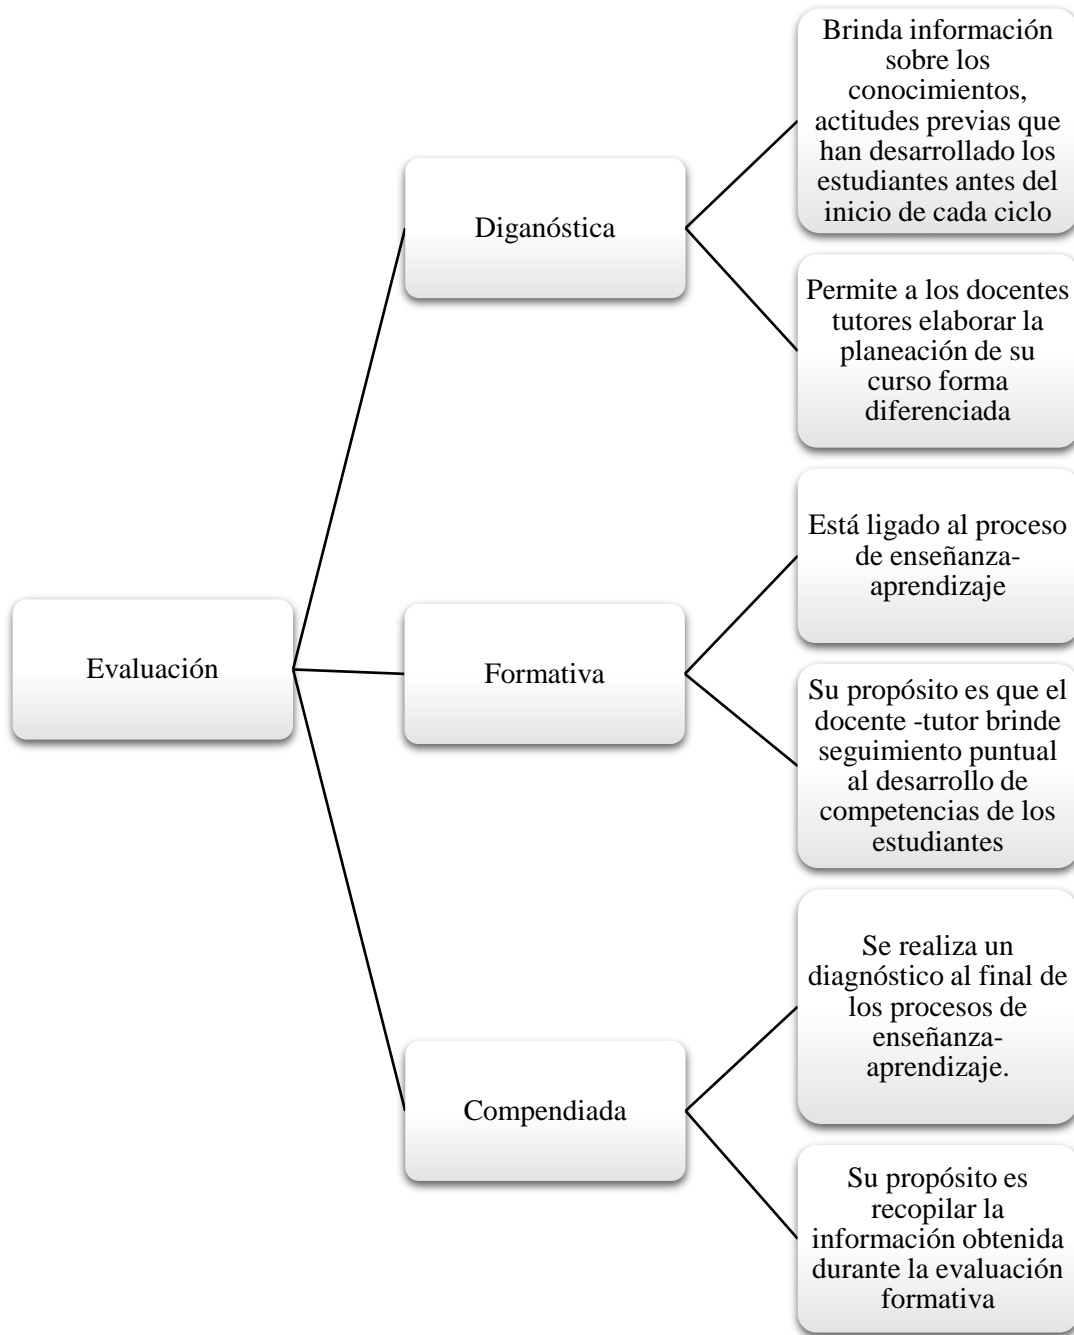 Brinda información
sobre los
conocimientos,
actitudes previas que
han desarrollado los
estudiantes antes del
inicio de cada ciclo
Diganóstica
Permite a los docentes
tutores elaborar la
planeación de su
curso forma
diferenciada
Está ligado al proceso
de enseñanza-
aprendizaje
Evaluación
Formativa
Su propósito es que el
docente -tutor brinde
seguimiento puntual
al desarrollo de
competencias de los
estudiantes
Se realiza un
diagnóstico al final de
los procesos de
enseñanza-
aprendizaje.
Compendiada
Su propósito es
recopilar la
información obtenida
durante la evaluación
formativa